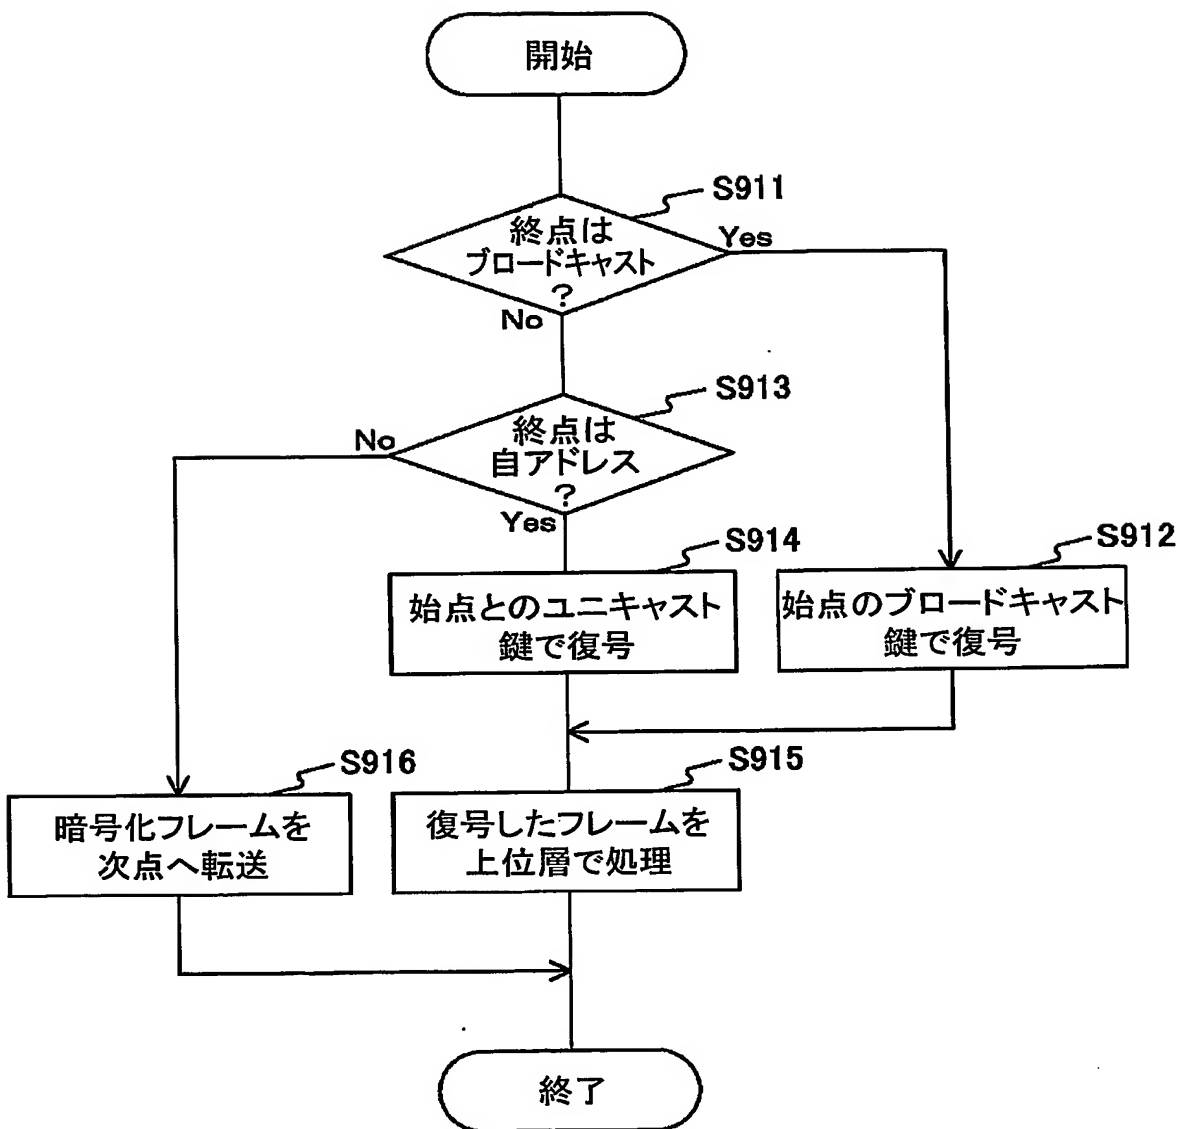 開始
S911
終点は
ブロードキャスト
?
Yes
No
S913
終点は
自アドレス
?
No
Yes
S914
始点とのユニキャスト
鍵で復号
S912
始点のブロードキャスト
鍵で復号
S916
暗号化フレームを
次点へ転送
S915
復号したフレームを
上位層で処理
終了